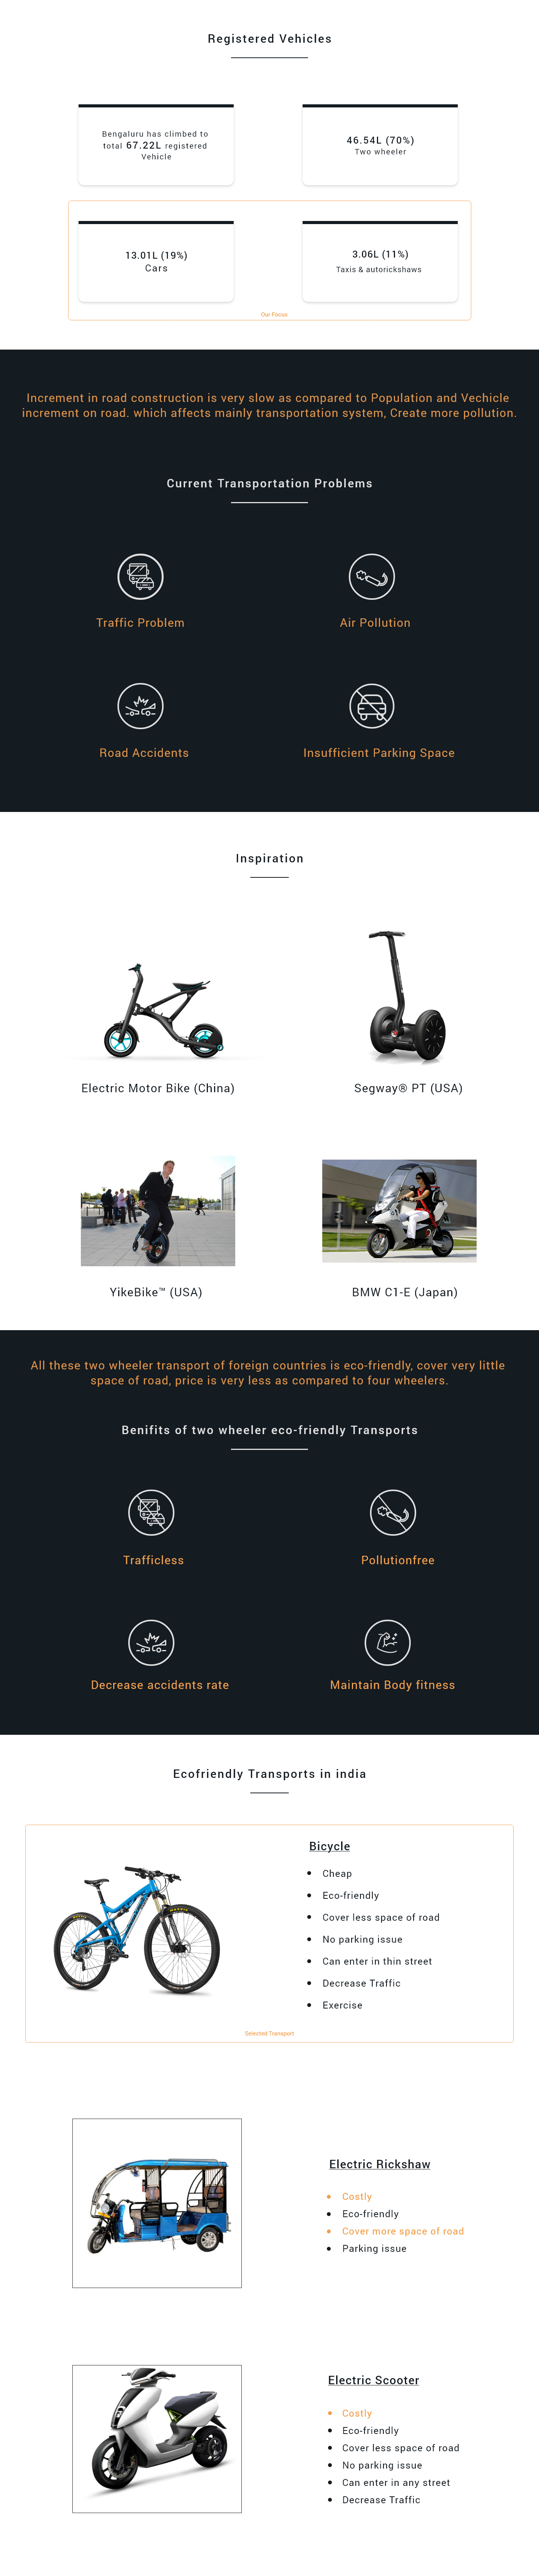 Registered Vehicles
Bengaluru has climbed to
total 67.22L registered
Vehicle
46.54L (70%)
Two wheeler
13.01L (19%)
Cars
3.06L (11%)
Taxis & autorickshaws
Our Focus
Increment in road construction is very slow as compared to Population and Vechicle
increment on road. which affects mainly transportation system, Create more pollution.
Current Transportation Problems
Traffic Problem
Air Pollution
Road Accidents
Insufficient Parking Space
Inspiration
Electric Motor Bike (China)
Segway® PT (USA)
YikeBike™ (USA)
BMW C1-E (Japan)
All these two wheeler transport of foreign countries is eco-friendly, cover very little
space of road, price is very less as compared to four wheelers.
Benifits of two wheeler eco-friendly Transports
Trafficless
Pollutionfree
Decrease accidents rate
Maintain Body fitness
Ecofriendly Transports in india
Bicycle
Cheap
Eco-friendly
Cover less space of road
No parking issue
Can enter in thin street
Decrease Traffic
Exercise
Selected Transport
Electric Rickshaw
Costly
Eco-friendly
Cover more space of road
Parking issue
Electric Scooter
Costly
Eco-friendly
Cover less space of road
No parking issue
Can enter in any street
Decrease Traffic